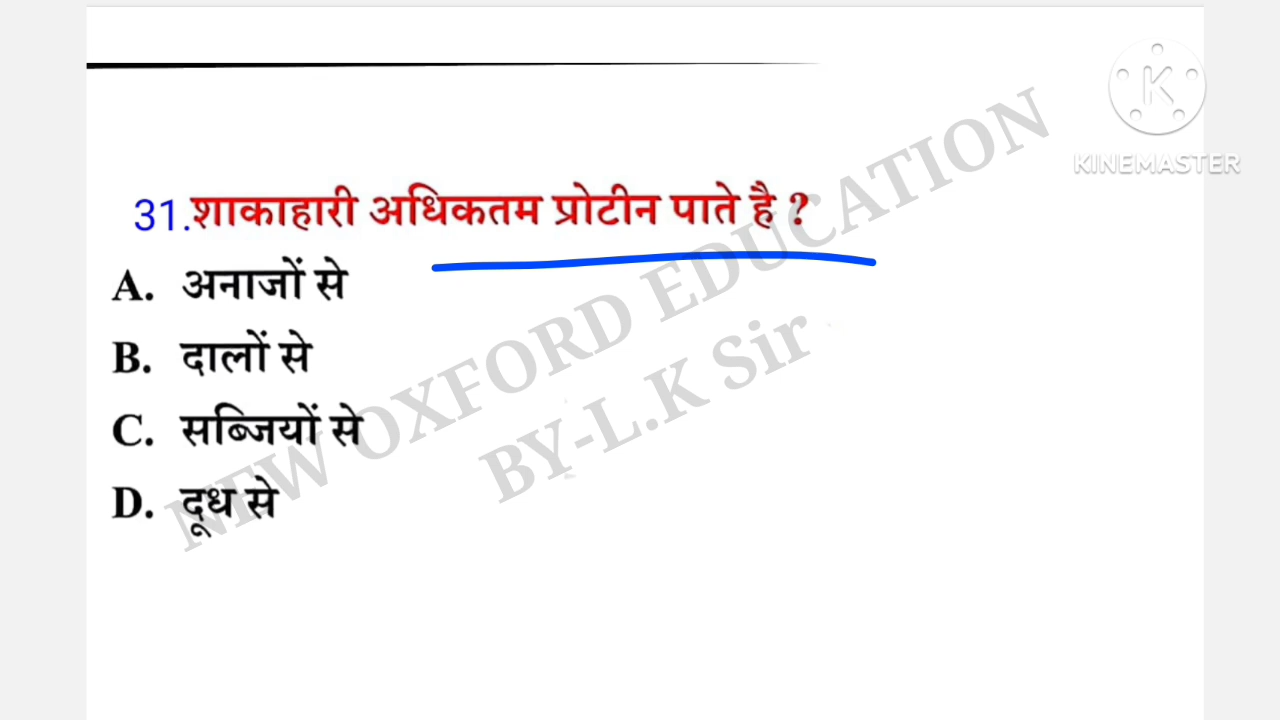 KINEMASTER
31.शाकाहारी अधिकतम प्रोटीन पाते है ?
A. अनाजों से
B. दालों से
C. सब्जियों से
D. दूध से
NEW OXFORD EDUCATION
BY-L.K Sir